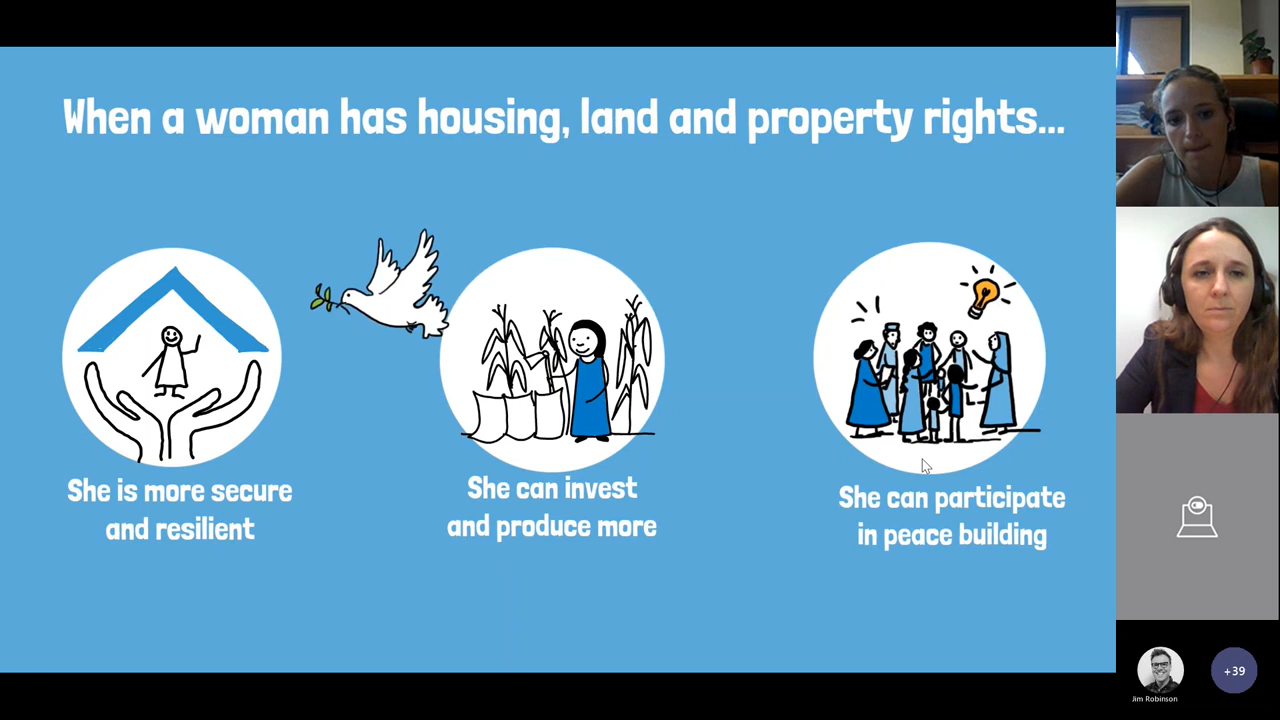 When a woman has housing, land and property rights...
She is more secure
and resilient
She can invest
and produce more
She can participate
in peace building
Jim Robinson
+39